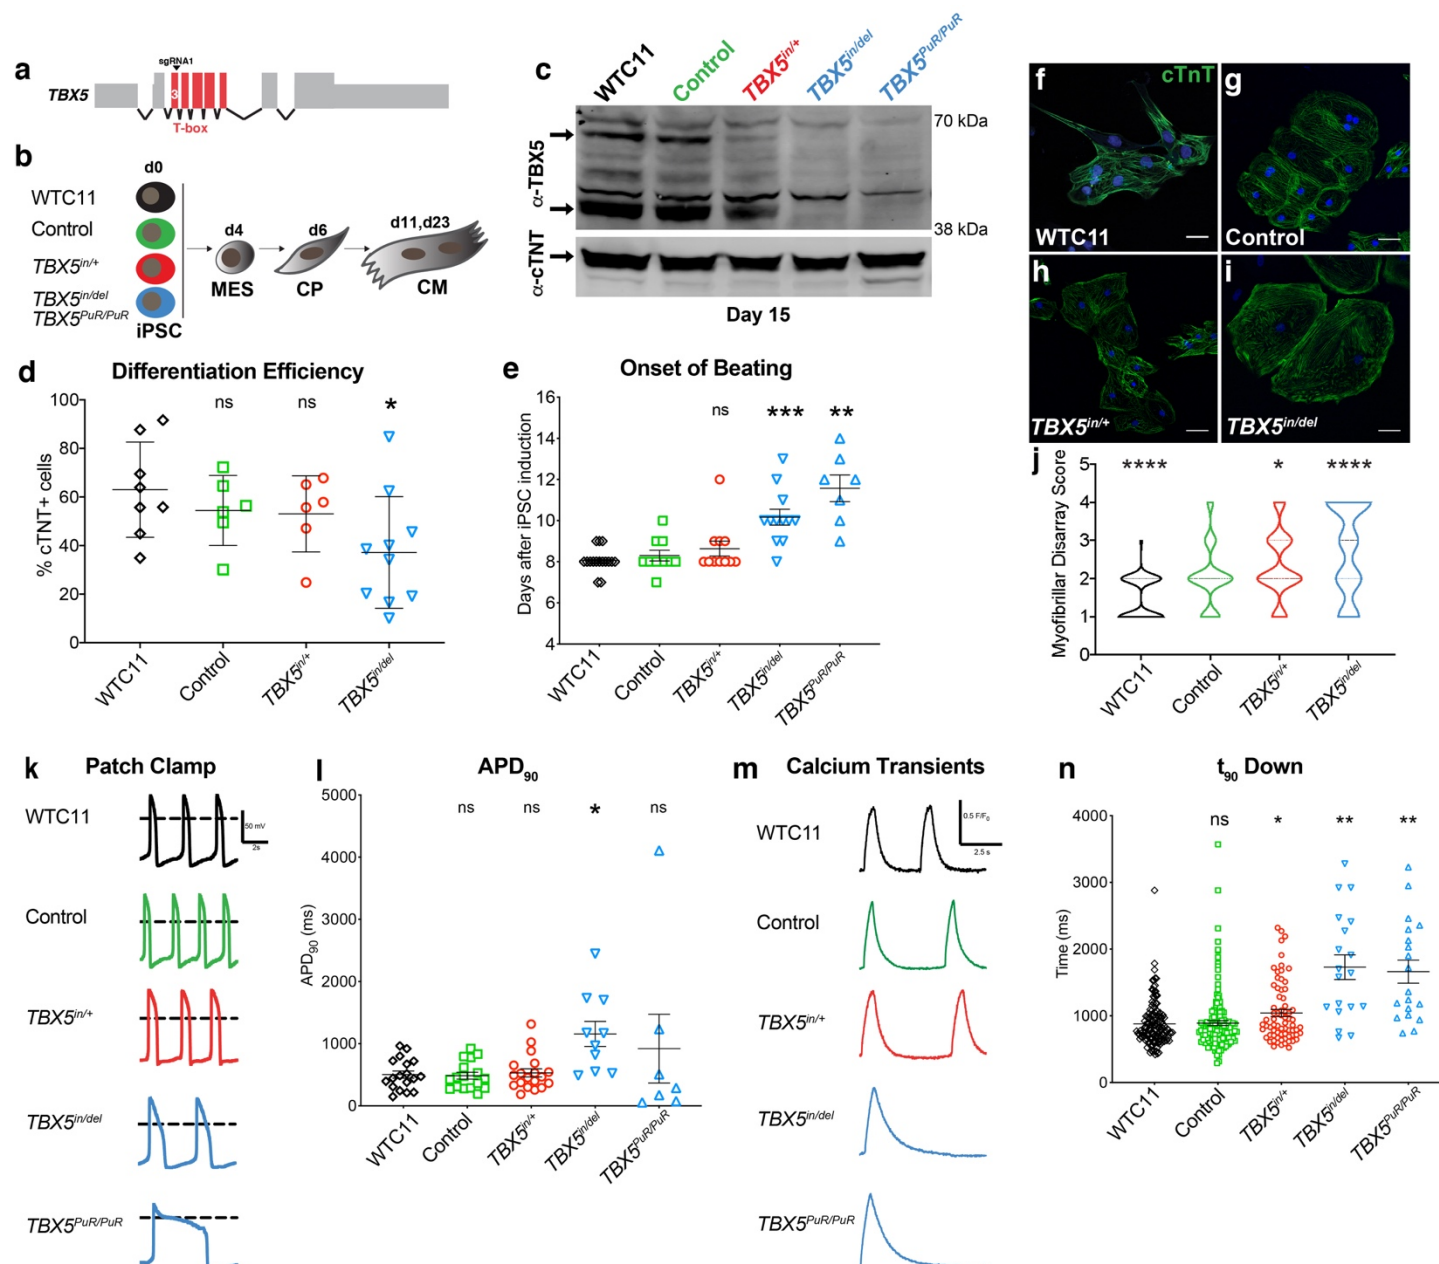 a
sgRNA1
TBX5
3
T-box
b
d0
WTC11
Control
TBX5in/+
TBX5in/del
TBX5PuR/PuR
iPSC
d4
MES
d6
CP
d11,d23
CM
c
WTC11
Control
TBX5in/+
TBX5in/del
TBX5PuR/PuR
α-TBX5
70 kDa
38 kDa
α-cTNT
Day 15
f
cTnT
WTC11
g
Control
h
TBX5in/+
i
TBX5in/del
d
Differentiation Efficiency
% cTNT+ cells
100
80
60
40
20
0
ns
ns
*
WTC11
Control
TBX5in/+
TBX5in/del
e
Onset of Beating
Days after iPSC induction
16
14
12
10
8
6
4
ns
***
**
WTC11
Control
TBX5in/+
TBX5in/del
TBX5PuR/PuR
j
Myofibrillar Disarray Score
5
4
3
2
1
0
****
*
****
WTC11
Control
TBX5in/+
TBX5in/del
k
Patch Clamp
WTC11
50 mV
2s
Control
TBX5in/+
TBX5in/del
TBX5PuR/PuR
l
APD90
APD90 (ms)
5000
4000
3000
2000
1000
0
ns
ns
*
ns
WTC11
Control
TBX5in/+
TBX5in/del
TBX5PuR/PuR
m
Calcium Transients
WTC11
0.5 F/F0
2.5 s
Control
TBX5in/+
TBX5in/del
TBX5PuR/PuR
n
t90 Down
Time (ms)
4000
3000
2000
1000
0
ns
*
**
**
WTC11
Control
TBX5in/+
TBX5in/del
TBX5PuR/PuR